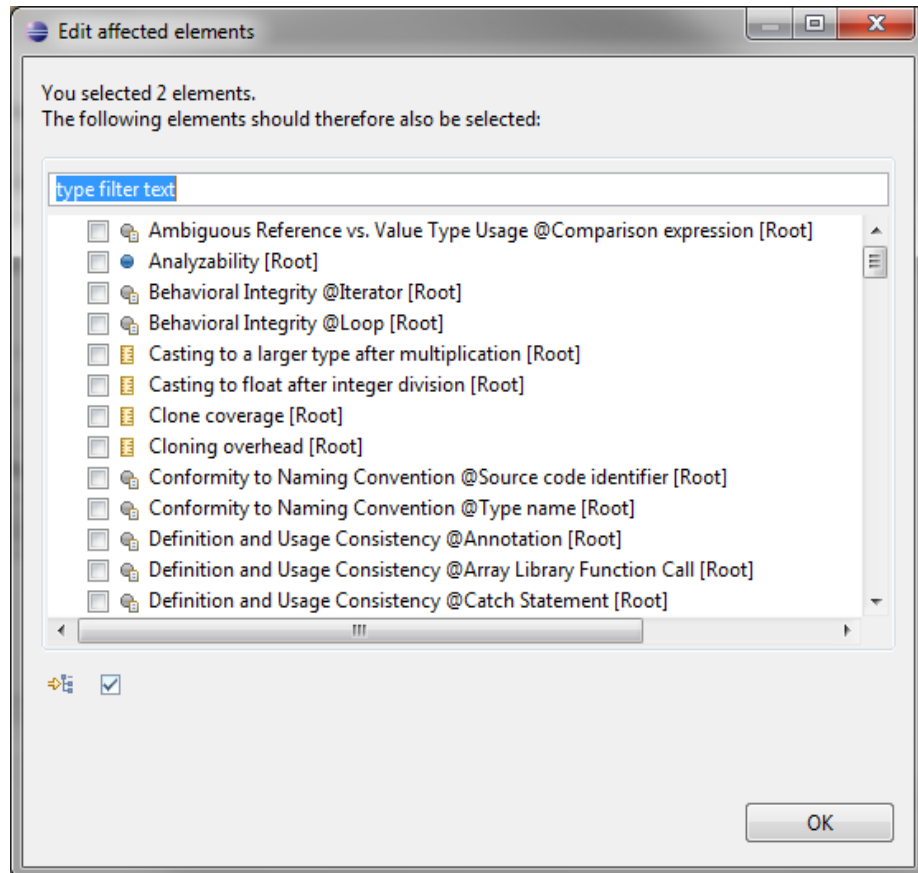 Edit affected elements
You selected 2 elements.
The following elements should therefore also be selected:
type filter text
Ambiguous Reference vs. Value Type Usage @Comparison expression [Root]
Analyzability [Root]
Behavioral Integrity @Iterator [Root]
Behavioral Integrity @Loop [Root]
Casting to a larger type after multiplication [Root]
Casting to float after integer division [Root]
Clone coverage [Root]
Cloning overhead [Root]
Conformity to Naming Convention @Source code identifier [Root]
Conformity to Naming Convention @Type name [Root]
Definition and Usage Consistency @Annotation [Root]
Definition and Usage Consistency @Array Library Function Call [Root]
Definition and Usage Consistency @Catch Statement [Root]
OK